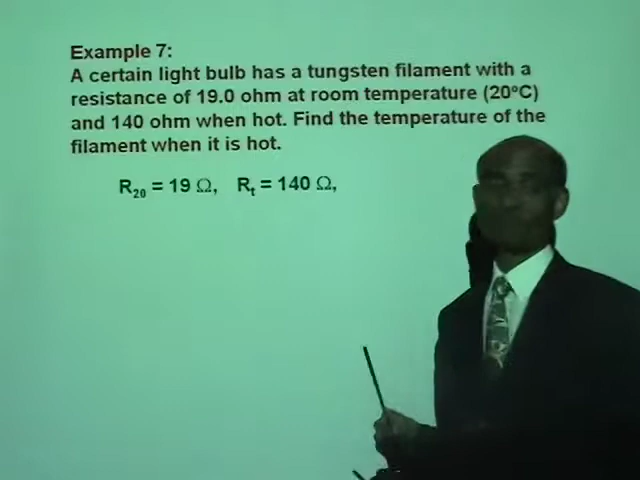 Example 7:
A certain light bulb has a tungsten filament with a
resistance of 19.0 ohm at room temperature (20ºC)
and 140 ohm when hot. Find the temperature of the
filament when it is hot.
R₂₀ = 19 Ω, Rₜ = 140 Ω,